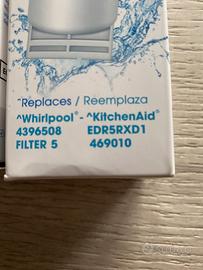 "Replaces / Reemplaza
^Whirlpool®- ^KitchenAid®
4396508 EDR5RXD1
FILTER 5 469010